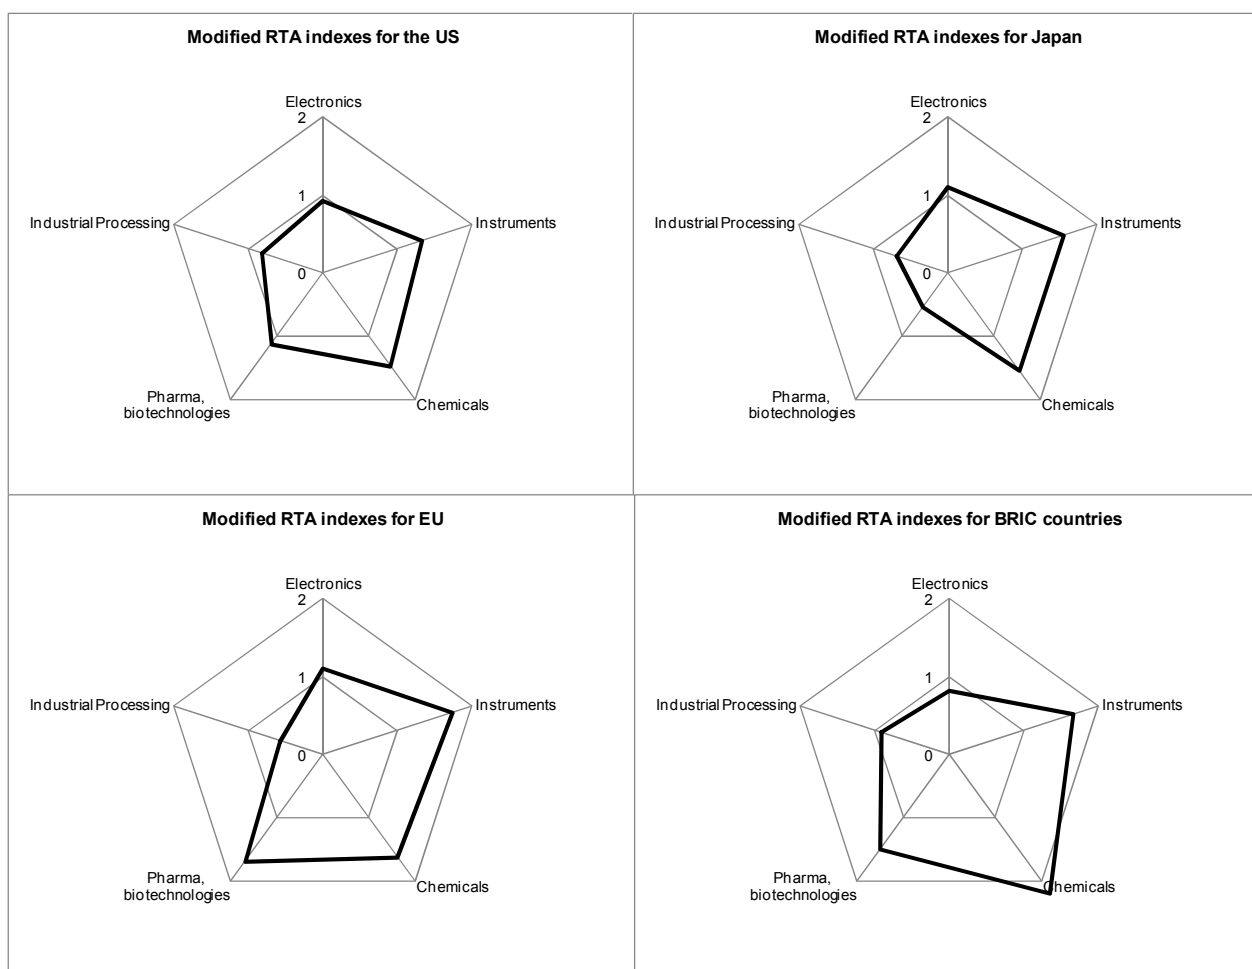 Modified RTA indexes for the US
Electronics
2
1
Industrial Processing
Instruments
0
Pharma,
biotechnologies
Chemicals
Modified RTA indexes for Japan
Electronics
2
1
Industrial Processing
Instruments
0
Pharma,
biotechnologies
Chemicals
Modified RTA indexes for EU
Electronics
2
1
Industrial Processing
Instruments
0
Pharma,
biotechnologies
Chemicals
Modified RTA indexes for BRIC countries
Electronics
2
1
Industrial Processing
Instruments
0
Pharma,
biotechnologies
Chemicals